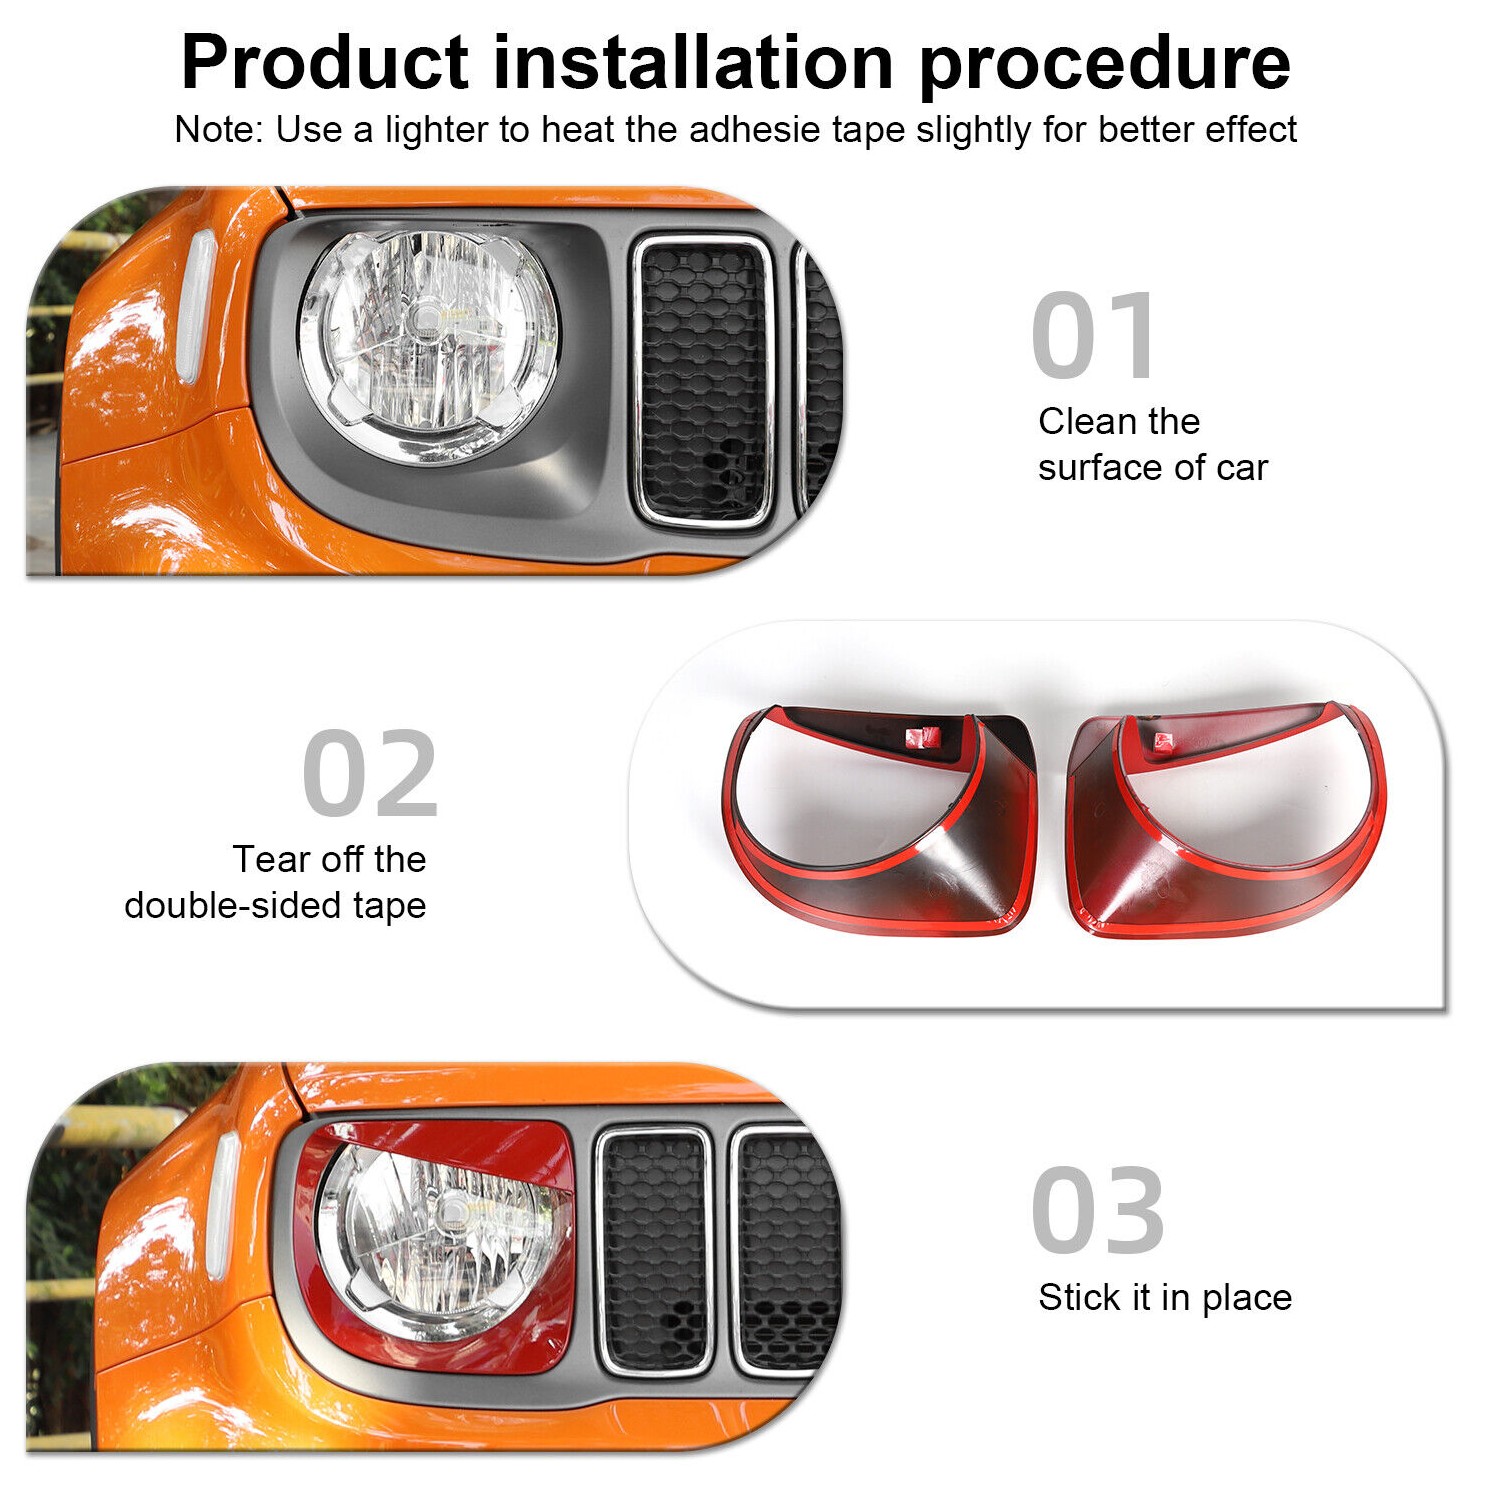 Product installation procedure
Note: Use a lighter to heat the adhesie tape slightly for better effect
01
Clean the
surface of car
02
Tear off the
double-sided tape
03
Stick it in place